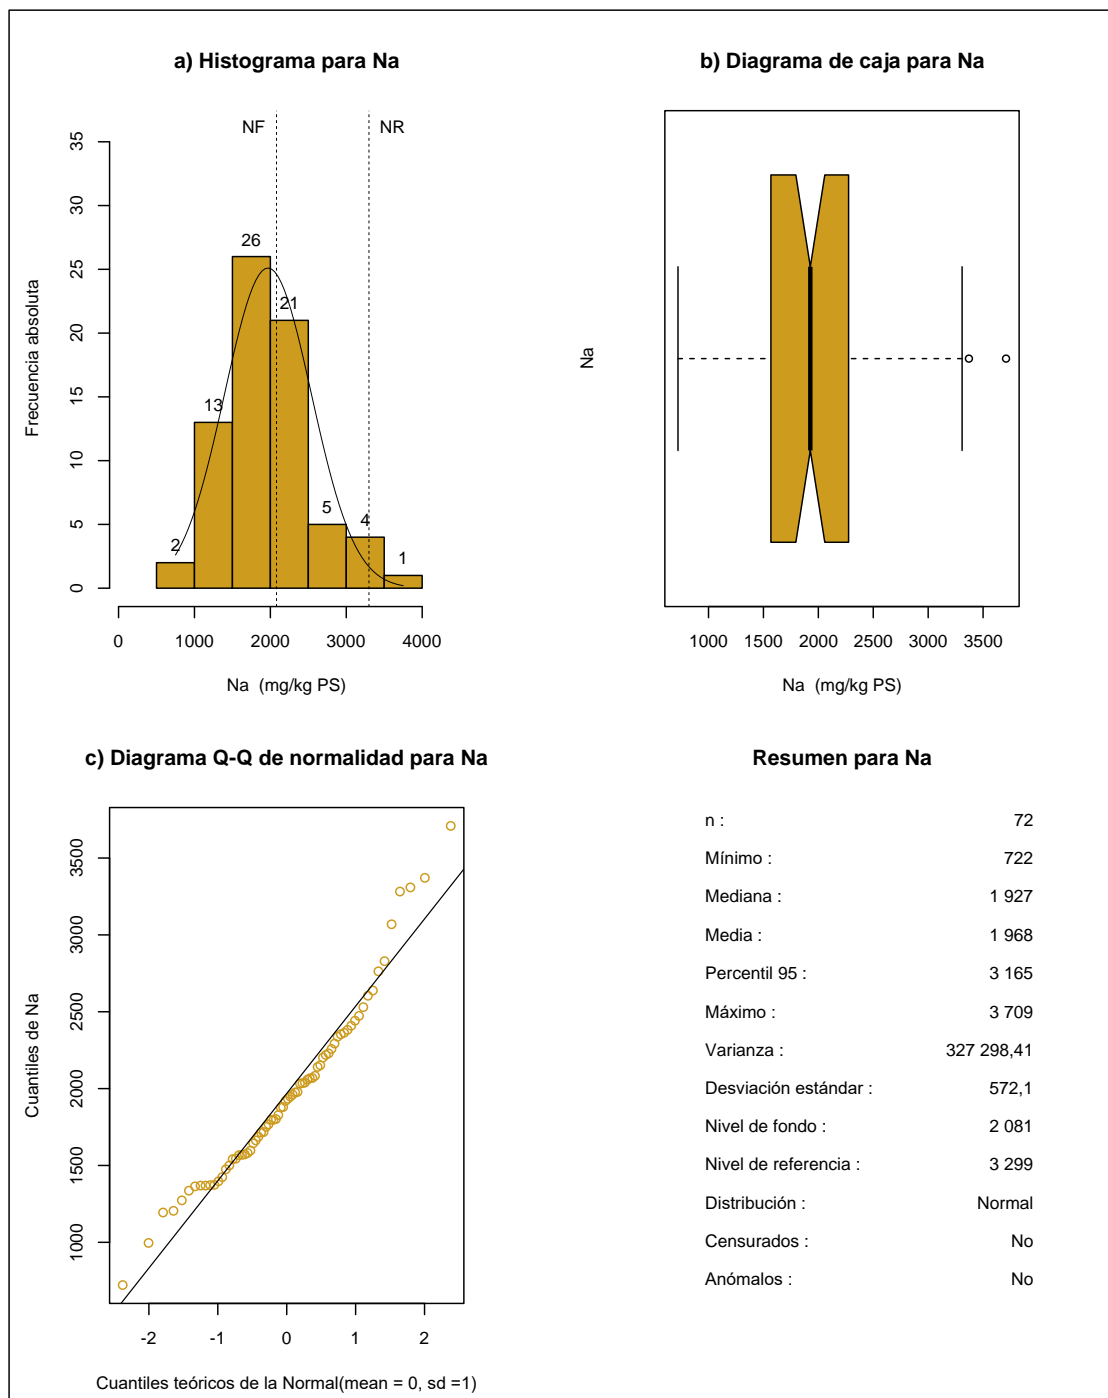 a) Histograma para Na
NF
NR
35
30
25
20
15
10
5
0
2
13
26
21
5
4
1
Frecuencia absoluta
0 1000 2000 3000 4000
Na (mg/kg PS)
b) Diagrama de caja para Na
Na
1000 1500 2000 2500 3000 3500
Na (mg/kg PS)
c) Diagrama Q-Q de normalidad para Na
Cuantiles de Na
3500
3000
2500
2000
1500
1000
-2 -1 0 1 2
Cuantiles teóricos de la Normal(mean = 0, sd =1)
Resumen para Na
n : 72
Mínimo : 722
Mediana : 1 927
Media : 1 968
Percentil 95 : 3 165
Máximo : 3 709
Varianza : 327 298,41
Desviación estándar : 572,1
Nivel de fondo : 2 081
Nivel de referencia : 3 299
Distribución : Normal
Censurados : No
Anómalos : No